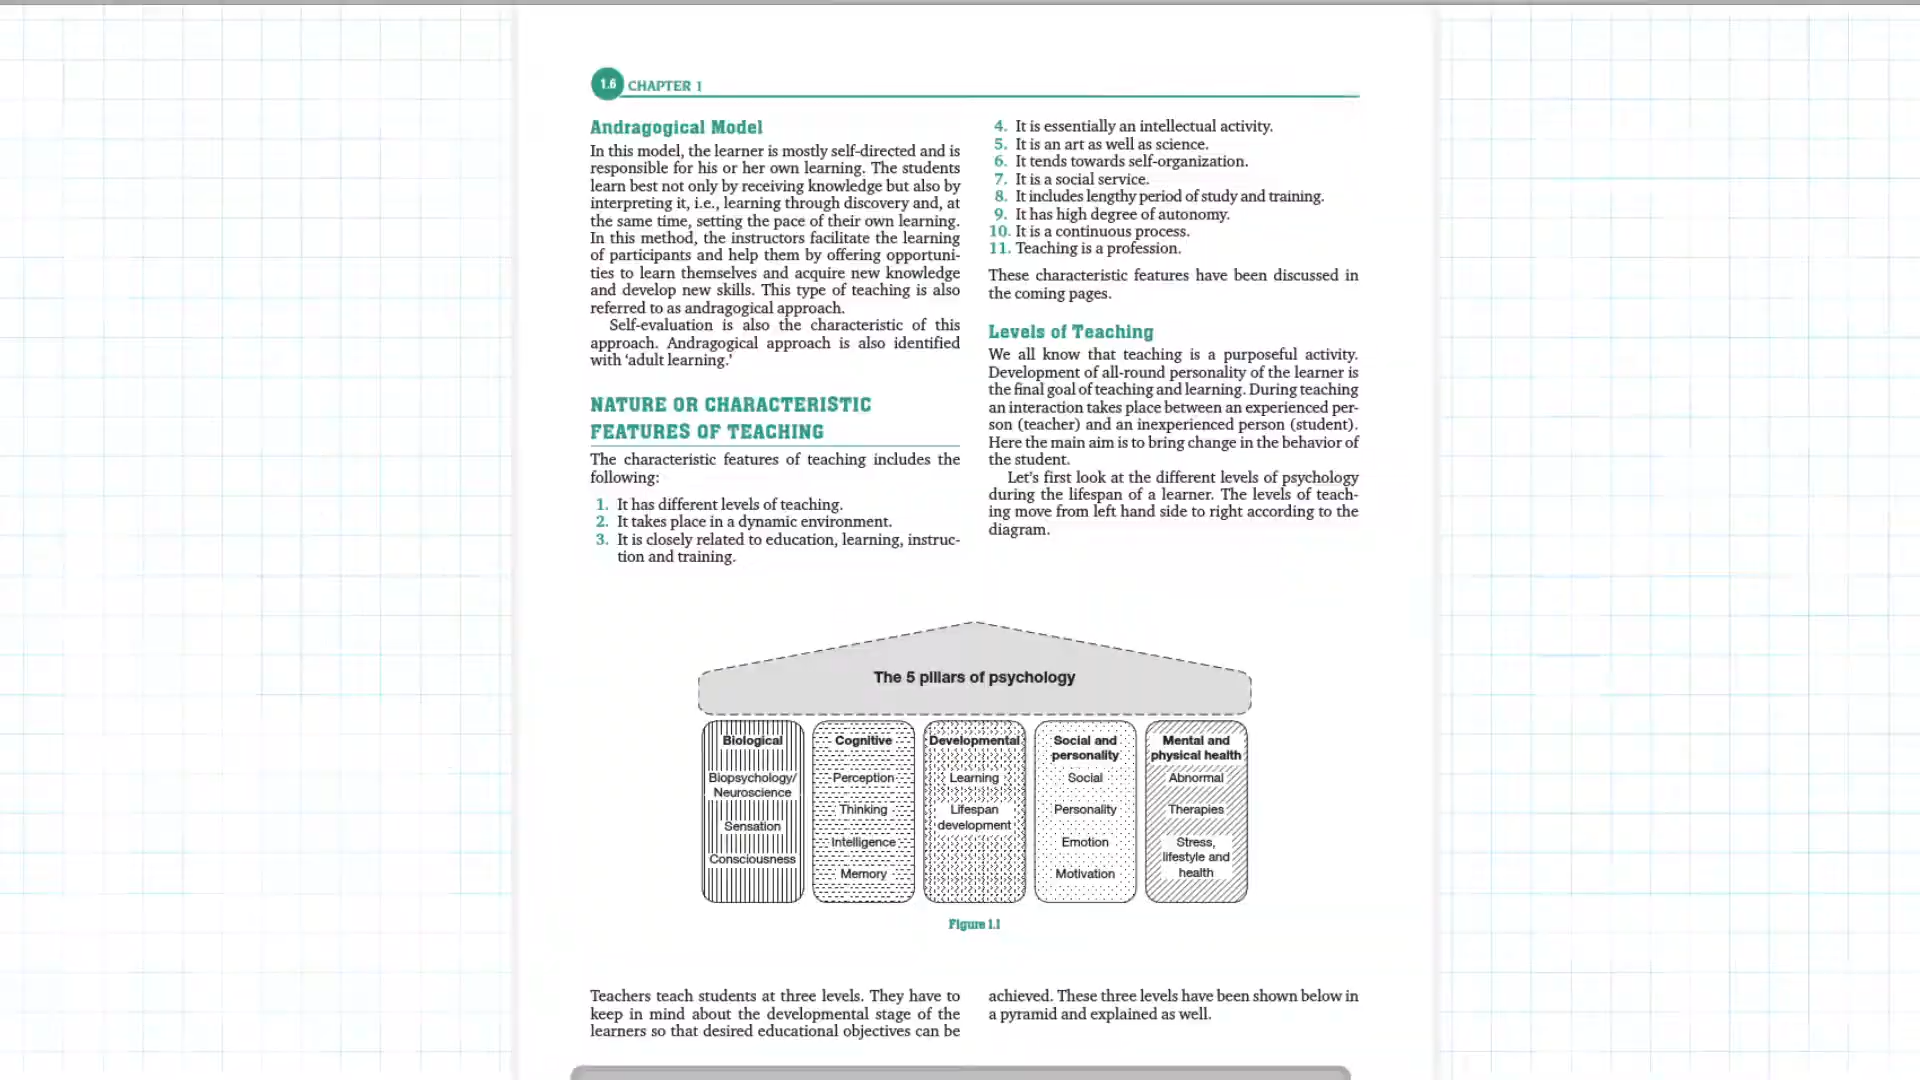 1.6 CHAPTER 1
Andragogical Model
In this model, the learner is mostly self-directed and is
responsible for his or her own learning. The students
learn best not only by receiving knowledge but also by
interpreting it, i.e., learning through discovery and, at
the same time, setting the pace of their own learning.
In this method, the instructors facilitate the learning
of participants and help them by offering opportuni-
ties to learn themselves and acquire new knowledge
and develop new skills. This type of teaching is also
referred to as andragogical approach.
Self-evaluation is also the characteristic of this
approach. Andragogical approach is also identified
with ‘adult learning.’
NATURE OR CHARACTERISTIC
FEATURES OF TEACHING
The characteristic features of teaching includes the
following:
1. It has different levels of teaching.
2. It takes place in a dynamic environment.
3. It is closely related to education, learning, instruc-
tion and training.
4. It is essentially an intellectual activity.
5. It is an art as well as science.
6. It tends towards self-organization.
7. It is a social service.
8. It includes lengthy period of study and training.
9. It has high degree of autonomy.
10. It is a continuous process.
11. Teaching is a profession.
These characteristic features have been discussed in
the coming pages.
Levels of Teaching
We all know that teaching is a purposeful activity.
Development of all-round personality of the learner is
the final goal of teaching and learning. During teaching
an interaction takes place between an experienced per-
son (teacher) and an inexperienced person (student).
Here the main aim is to bring change in the behavior of
the student.
Let’s first look at the different levels of psychology
during the lifespan of a learner. The levels of teach-
ing move from left hand side to right according to the
diagram.
The 5 pillars of psychology
Biological
Biopsychology/
Neuroscience
Sensation
Consciousness
Cognitive
Perception
Thinking
Intelligence
Memory
Developmental
Learning
Lifespan
development
Social and
personality
Social
Personality
Emotion
Motivation
Mental and
physical health
Abnormal
Therapies
Stress,
lifestyle and
health
Figure 1.1
Teachers teach students at three levels. They have to
keep in mind about the developmental stage of the
learners so that desired educational objectives can be
achieved. These three levels have been shown below in
a pyramid and explained as well.